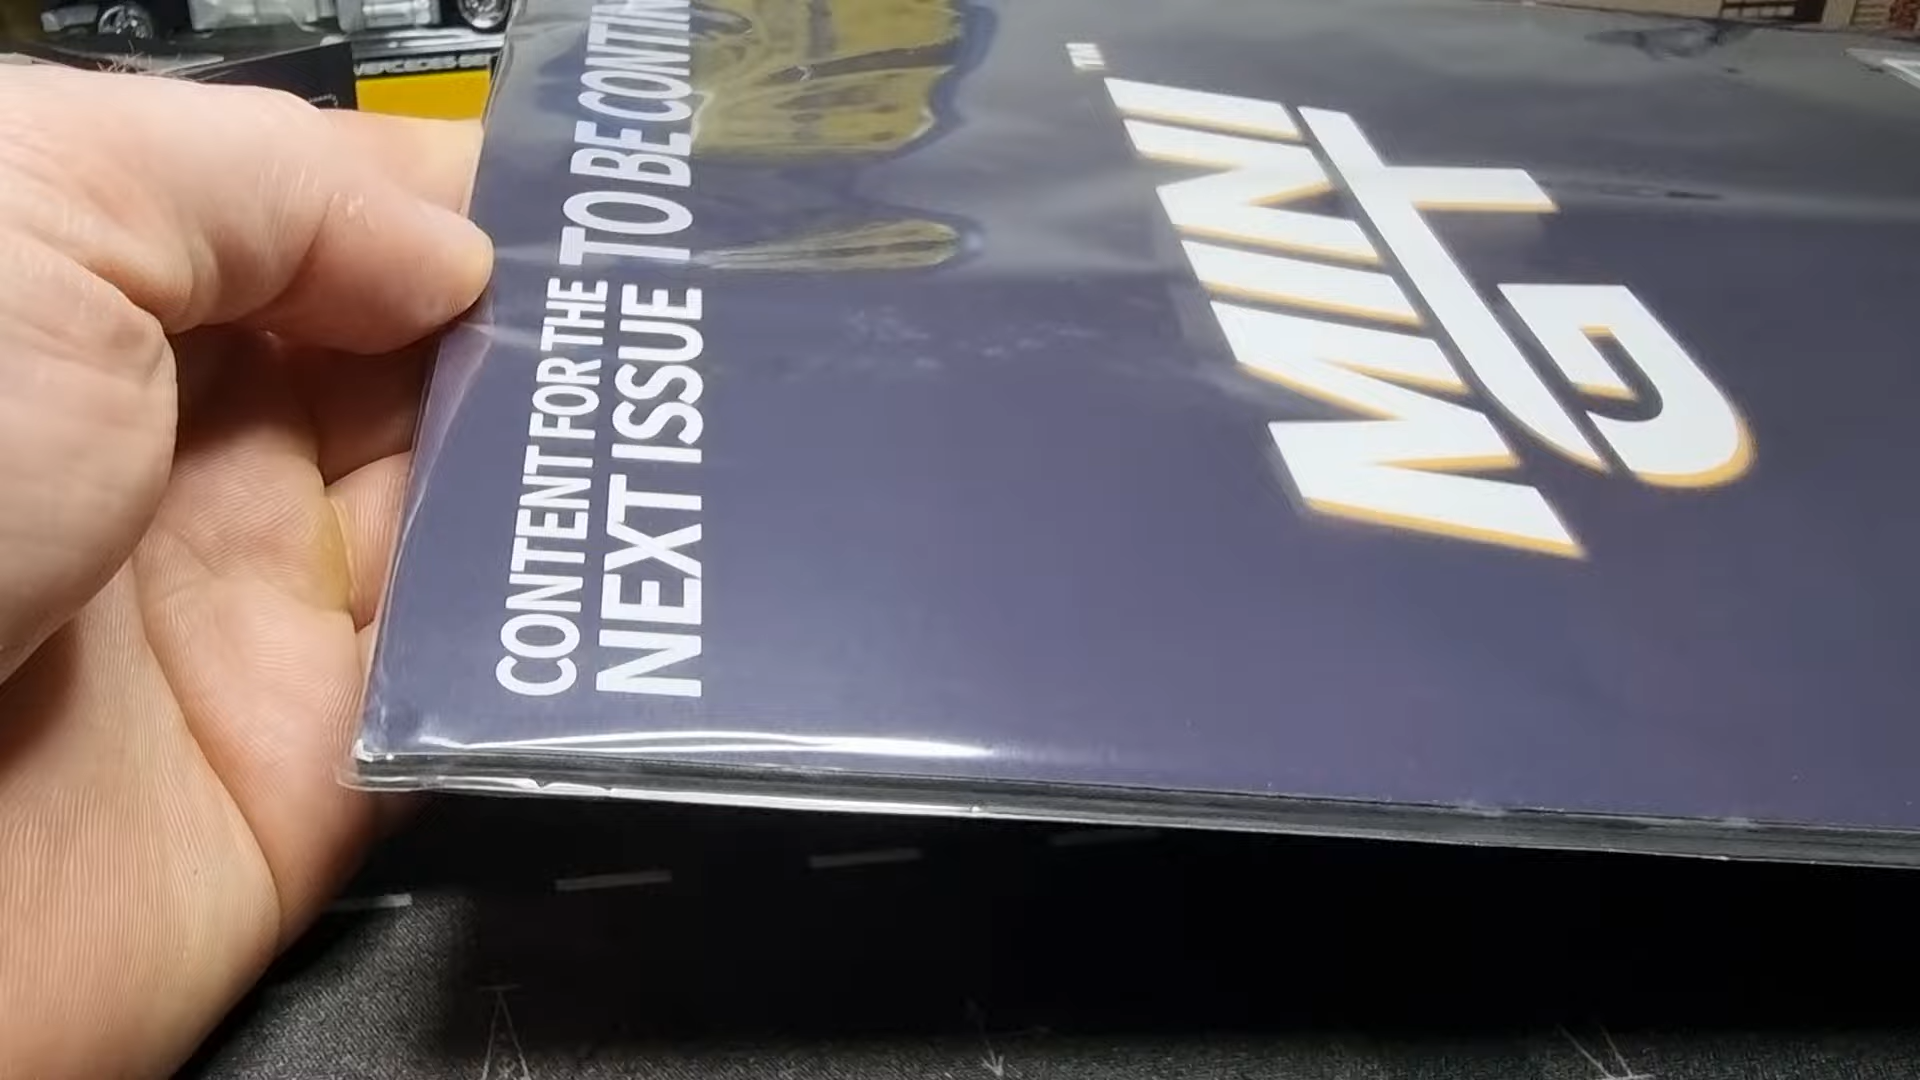 CONTENT FOR THE TO BE CONTIN
NEXT ISSUE
MINI
GT